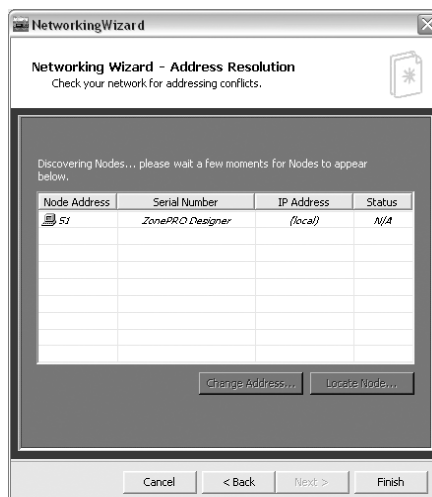 NetworkingWizard
Networking Wizard - Address Resolution
Check your network for addressing conflicts.
Discovering Nodes... please wait a few moments for Nodes to appear
below.
Node Address Serial Number IP Address Status
51 ZonePRO Designer (local) N/A
Change Address... Locate Node...
Cancel < Back Next > Finish